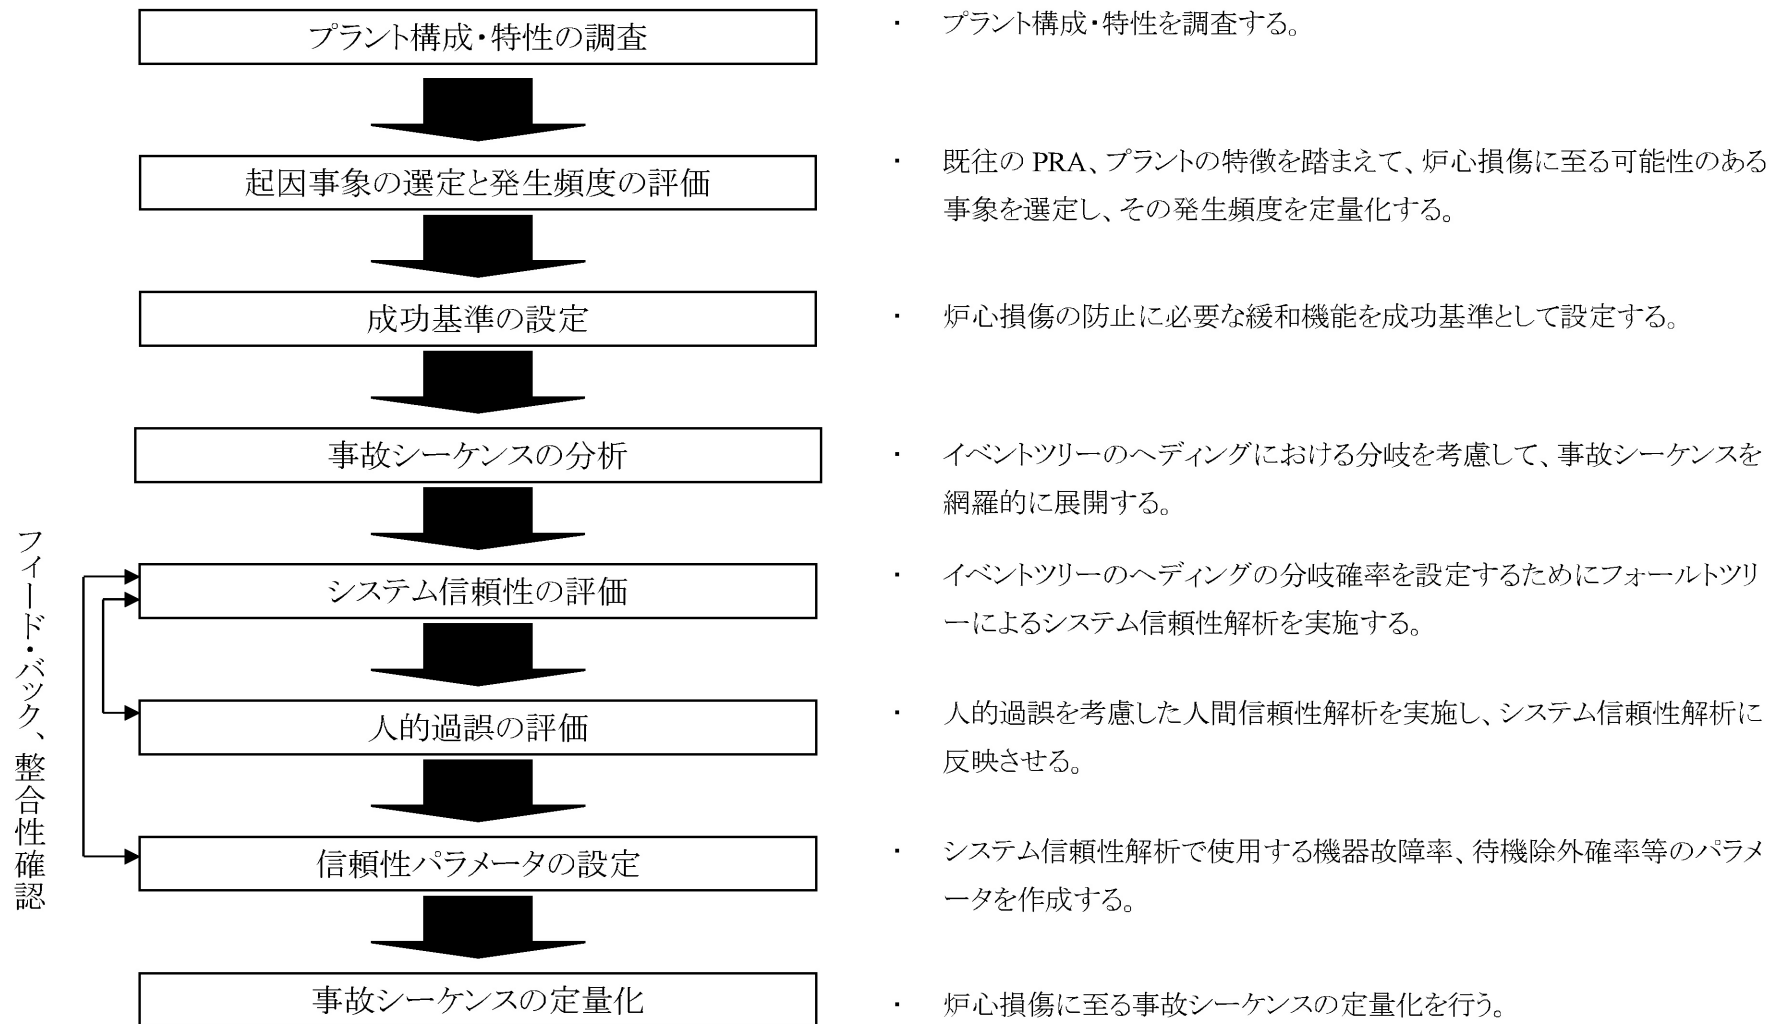 プラント構成・特性の調査
・ プラント構成・特性を調査する。
起因事象の選定と発生頻度の評価
・ 既往の PRA、プラントの特徴を踏まえて、炉心損傷に至る可能性のある
事象を選定し、その発生頻度を定量化する。
成功基準の設定
・ 炉心損傷の防止に必要な緩和機能を成功基準として設定する。
事故シーケンスの分析
・ イベントツリーのヘディングにおける分岐を考慮して、事故シーケンスを
網羅的に展開する。
フィード・バック、整合性確認
システム信頼性の評価
・ イベントツリーのヘディングの分岐確率を設定するためにフォールトツリ
ーによるシステム信頼性解析を実施する。
人的過誤の評価
・ 人的過誤を考慮した人間信頼性解析を実施し、システム信頼性解析に
反映させる。
信頼性パラメータの設定
・ システム信頼性解析で使用する機器故障率、待機除外確率等のパラメ
ータを作成する。
事故シーケンスの定量化
・ 炉心損傷に至る事故シーケンスの定量化を行う。